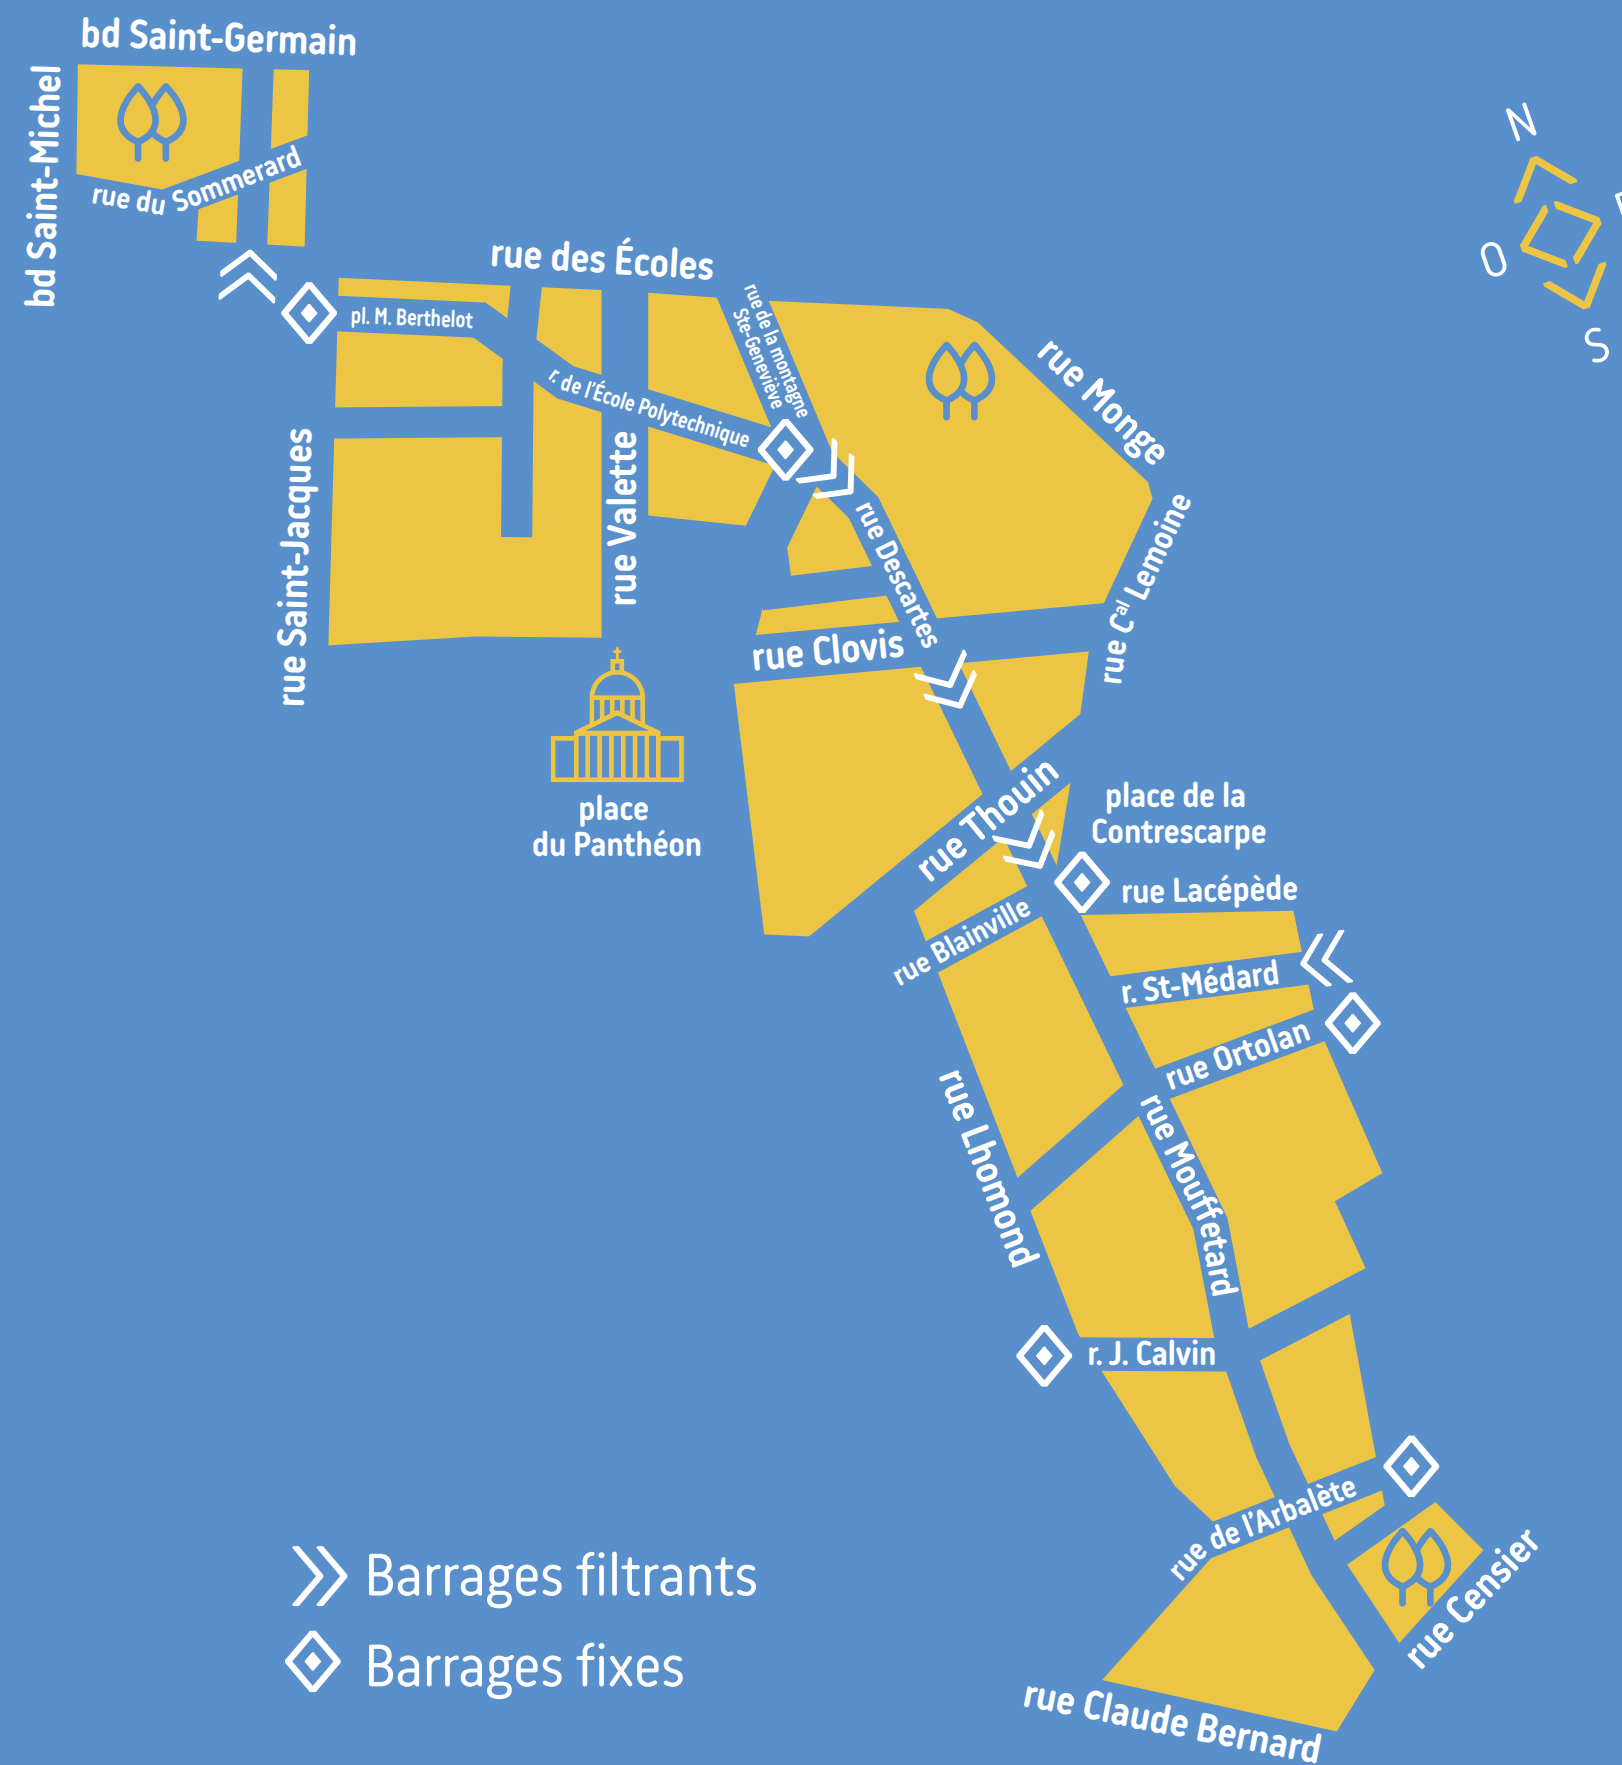 bd Saint-Germain
bd Saint-Michel
rue du Sommerard
N
O
S
rue des Écoles
pl. M. Berthelot
rue de la montagne
Ste-Geneviève
r. de l'École Polytechnique
rue Monge
rue Saint-Jacques
rue Valette
rue Descartes
rue Cal Lemoine
rue Clovis
place
du Panthéon
rue Thouin
place de la
Contrescarpe
rue Lacépède
rue Blainville
r. St-Médard
rue Ortolan
rue Lhomond
rue Mouffetard
r. J. Calvin
rue de l'Arbalète
rue Censier
rue Claude Bernard
Barrages filtrants
Barrages fixes